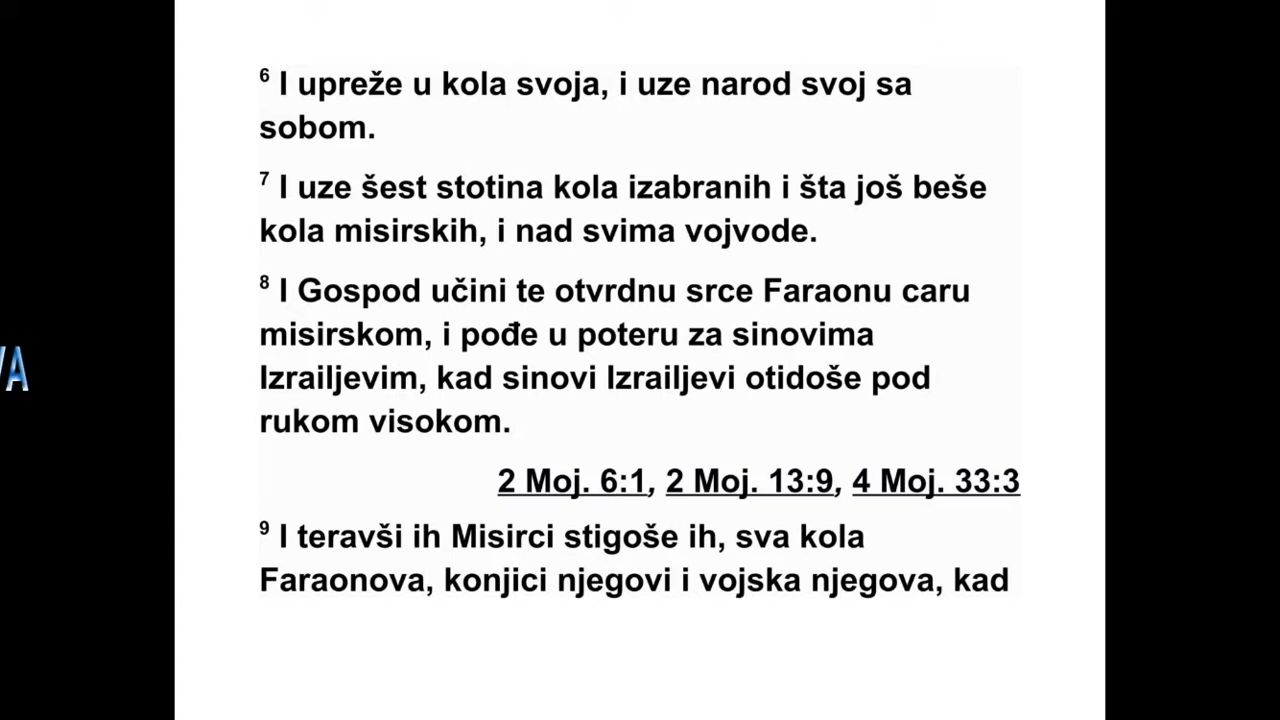 6 I upreže u kola svoja, i uze narod svoj sa
sobom.
7 I uze šest stotina kola izabranih i šta još beše
kola misirskih, i nad svima vojvode.
8 I Gospod učini te otvrdnu srce Faraonu caru
misirskom, i pođe u poteru za sinovima
VA
Izrailjevim, kad sinovi Izrailjevi otidoše pod
rukom visokom.
2 Moj. 6:1, 2 Moj. 13:9, 4 Moj. 33:3
9 I teravši ih Misirci stigoše ih, sva kola
Faraonova, konjici njegovi i vojska njegova, kad